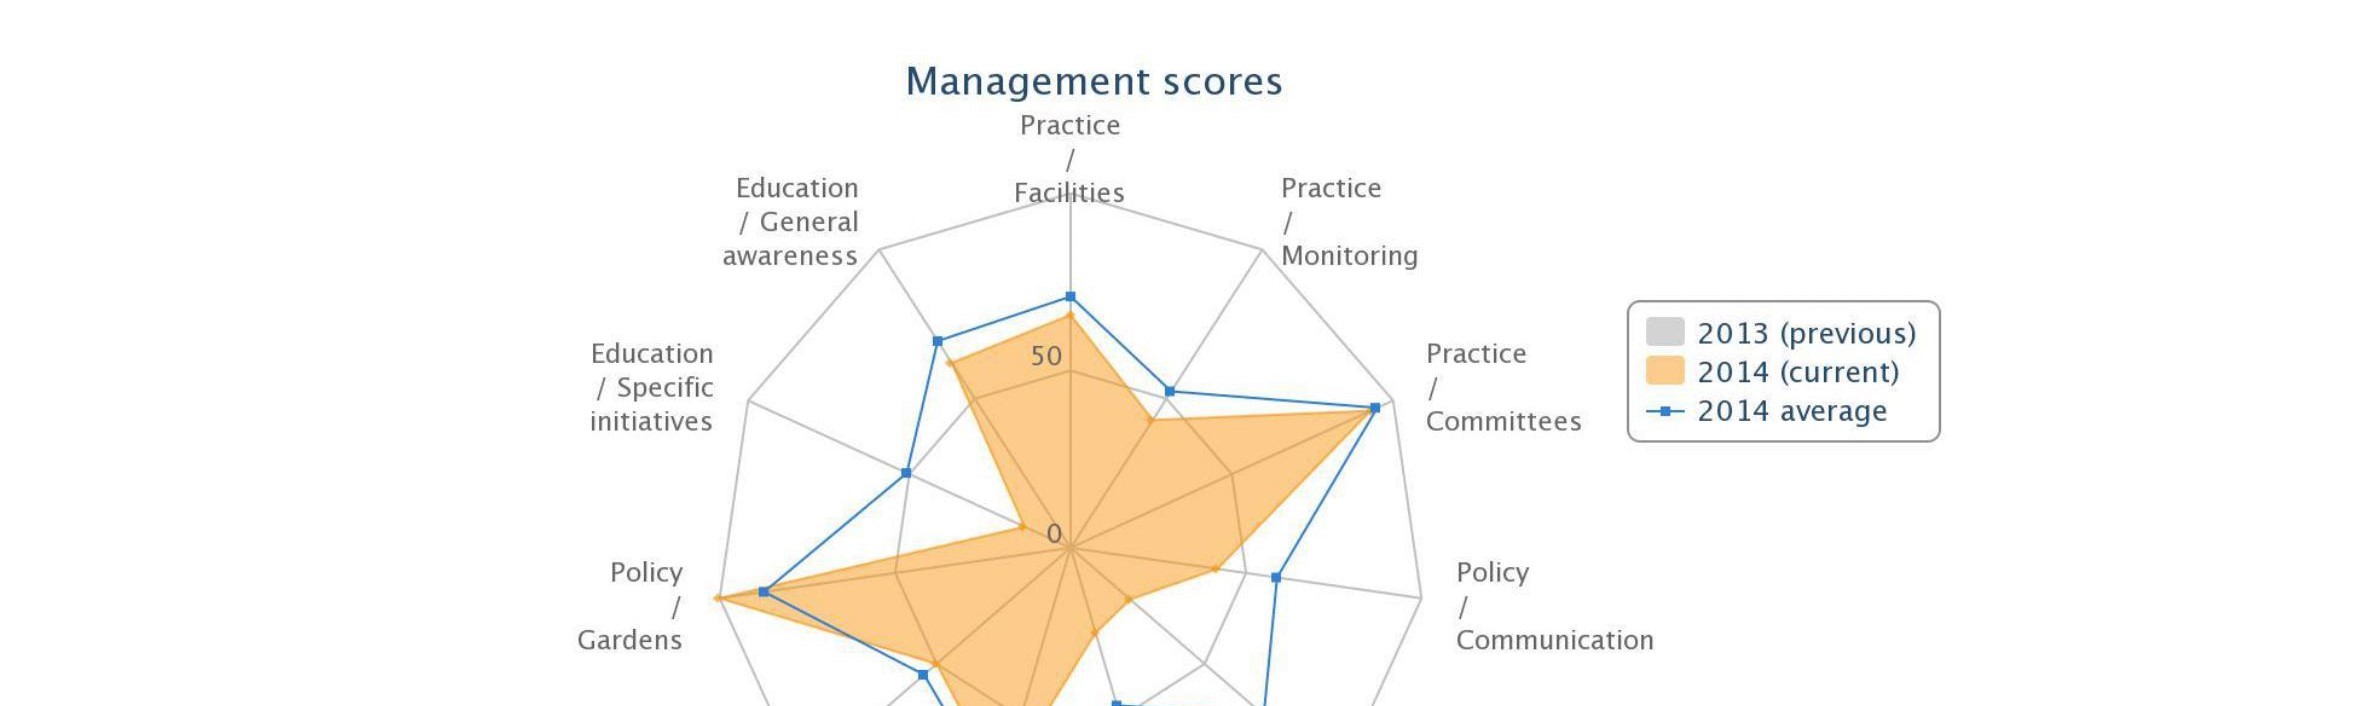 Management scores
Practice
/
Facilities
Education
/ General
awareness
Practice
/
Monitoring
Education
/ Specific
initiatives
50
Practice
/
Committees
2013 (previous)
2014 (current)
2014 average
0
Policy
/
Gardens
Policy
/
Communication